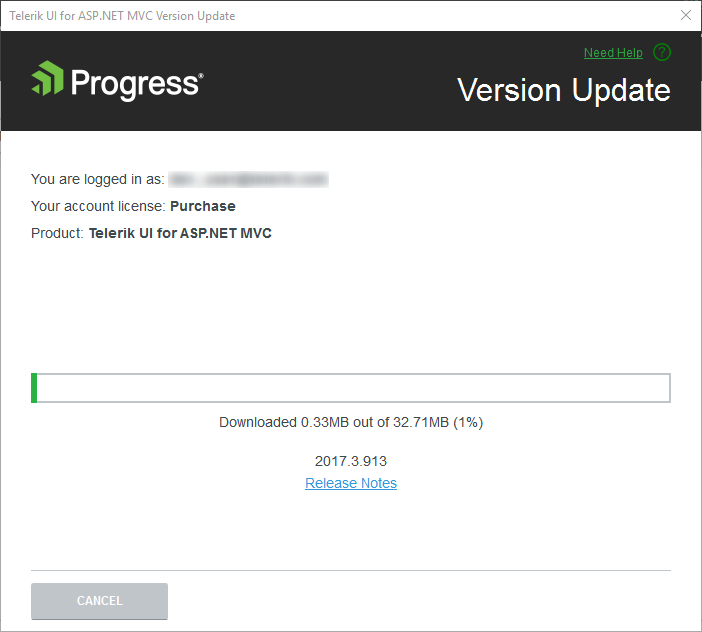 Telerik UI for ASP.NET MVC Version Update
Need Help ?
Progress®
Version Update
You are logged in as:
Your account license: Purchase
Product: Telerik UI for ASP.NET MVC
Downloaded 0.33MB out of 32.71MB (1%)
2017.3.913
Release Notes
CANCEL